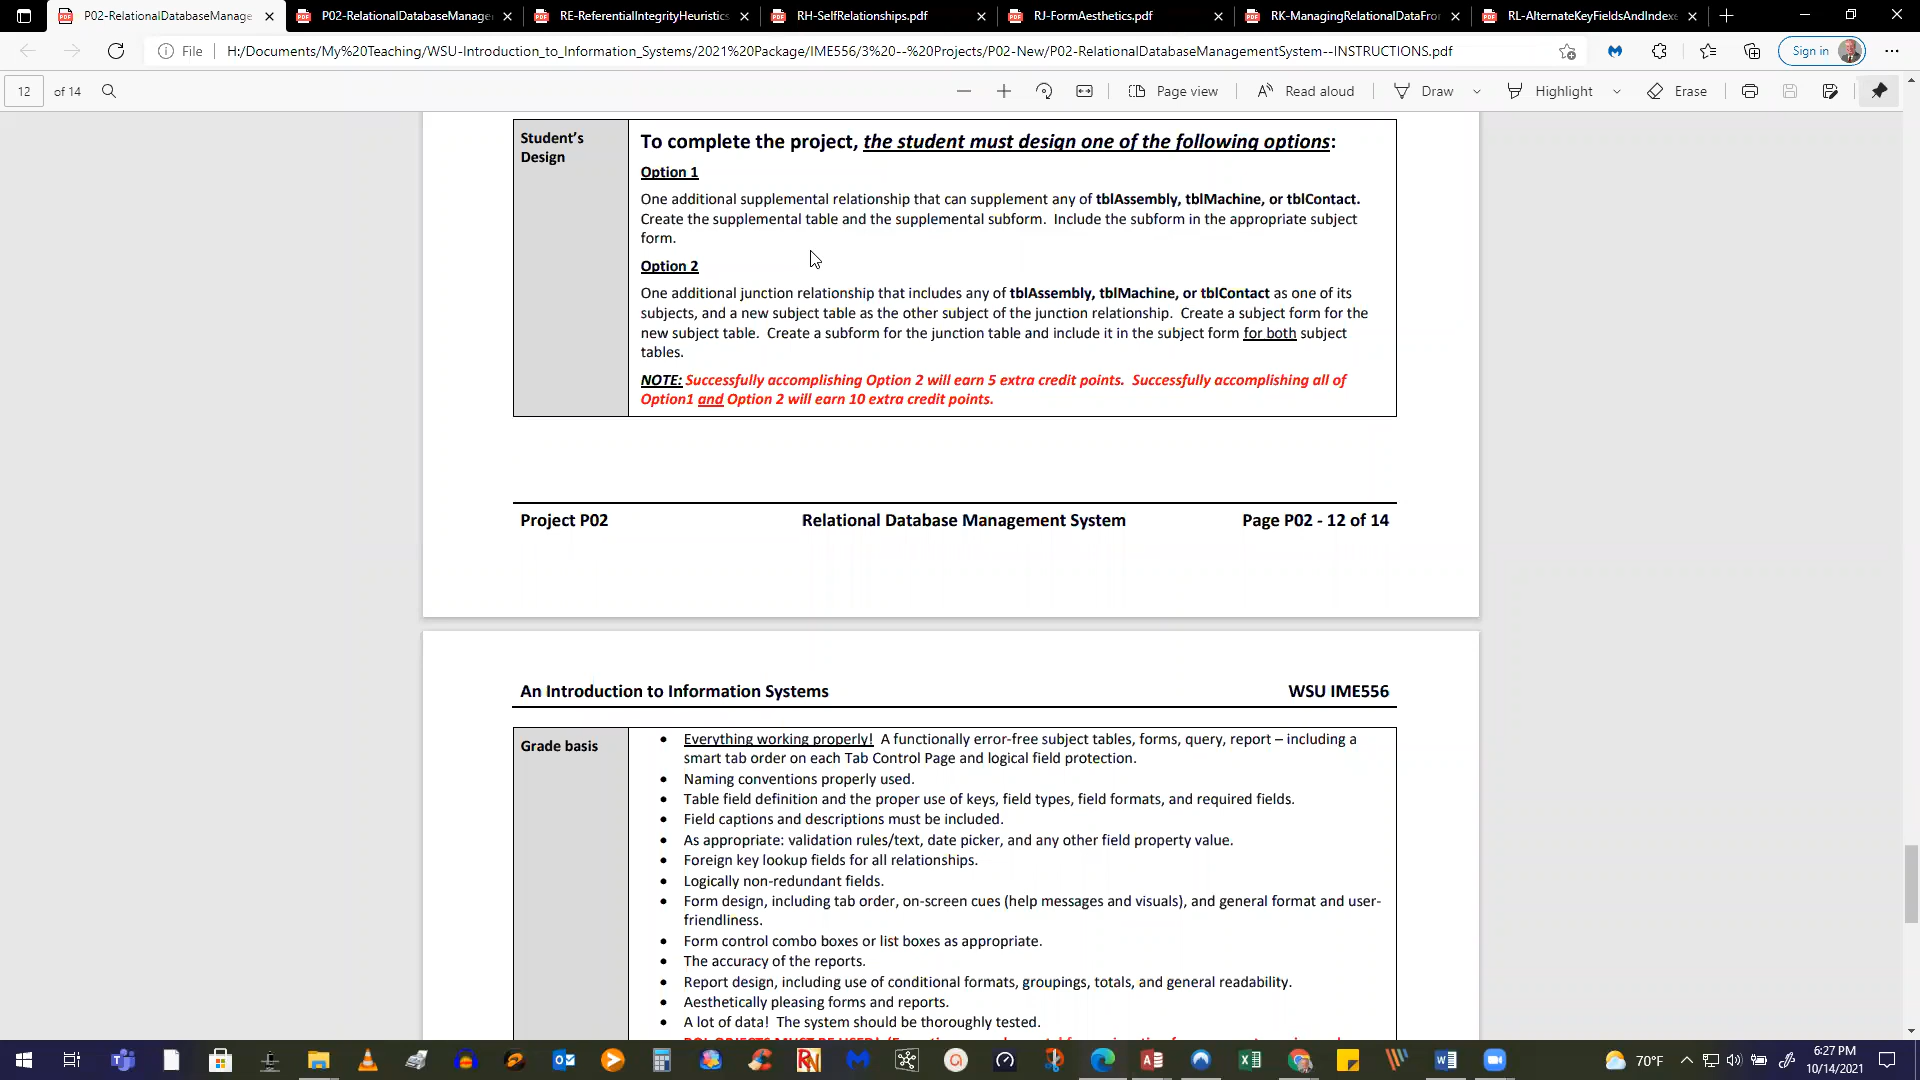 P02-RelationalDatabaseManage
P02-RelationalDatabaseManage
RE-ReferentialIntegrityHeuristics
RH-SelfRelationships.pdf
RJ-FormAesthetics.pdf
RK-ManagingRelationalDataFro
RL-AlternateKeyFieldsAndIndexe
File
H:/Documents/My%20Teaching/WSU-Introduction_to_Information_Systems/2021%20Package/IME556/3%20--%20Projects/P02-New/P02-RelationalDatabaseManagementSystem--INSTRUCTIONS.pdf
Sign in
12 of 14
Page view
Read aloud
Draw
Highlight
Erase
Student's
Design
To complete the project, the student must design one of the following options:
Option 1
One additional supplemental relationship that can supplement any of tblAssembly, tblMachine, or tblContact.
Create the supplemental table and the supplemental subform. Include the subform in the appropriate subject
form.
Option 2
One additional junction relationship that includes any of tblAssembly, tblMachine, or tblContact as one of its
subjects, and a new subject table as the other subject of the junction relationship. Create a subject form for the
new subject table. Create a subform for the junction table and include it in the subject form for both subject
tables.
NOTE: Successfully accomplishing Option 2 will earn 5 extra credit points. Successfully accomplishing all of
Option1 and Option 2 will earn 10 extra credit points.
Project P02
Relational Database Management System
Page P02 - 12 of 14
An Introduction to Information Systems
WSU IME556
Grade basis
• Everything working properly! A functionally error-free subject tables, forms, query, report – including a
smart tab order on each Tab Control Page and logical field protection.
• Naming conventions properly used.
• Table field definition and the proper use of keys, field types, field formats, and required fields.
• Field captions and descriptions must be included.
• As appropriate: validation rules/text, date picker, and any other field property value.
• Foreign key lookup fields for all relationships.
• Logically non-redundant fields.
• Form design, including tab order, on-screen cues (help messages and visuals), and general format and user-
friendliness.
• Form control combo boxes or list boxes as appropriate.
• The accuracy of the reports.
• Report design, including use of conditional formats, groupings, totals, and general readability.
• Aesthetically pleasing forms and reports.
• A lot of data! The system should be thoroughly tested.
70°F
6:27 PM
10/14/2021